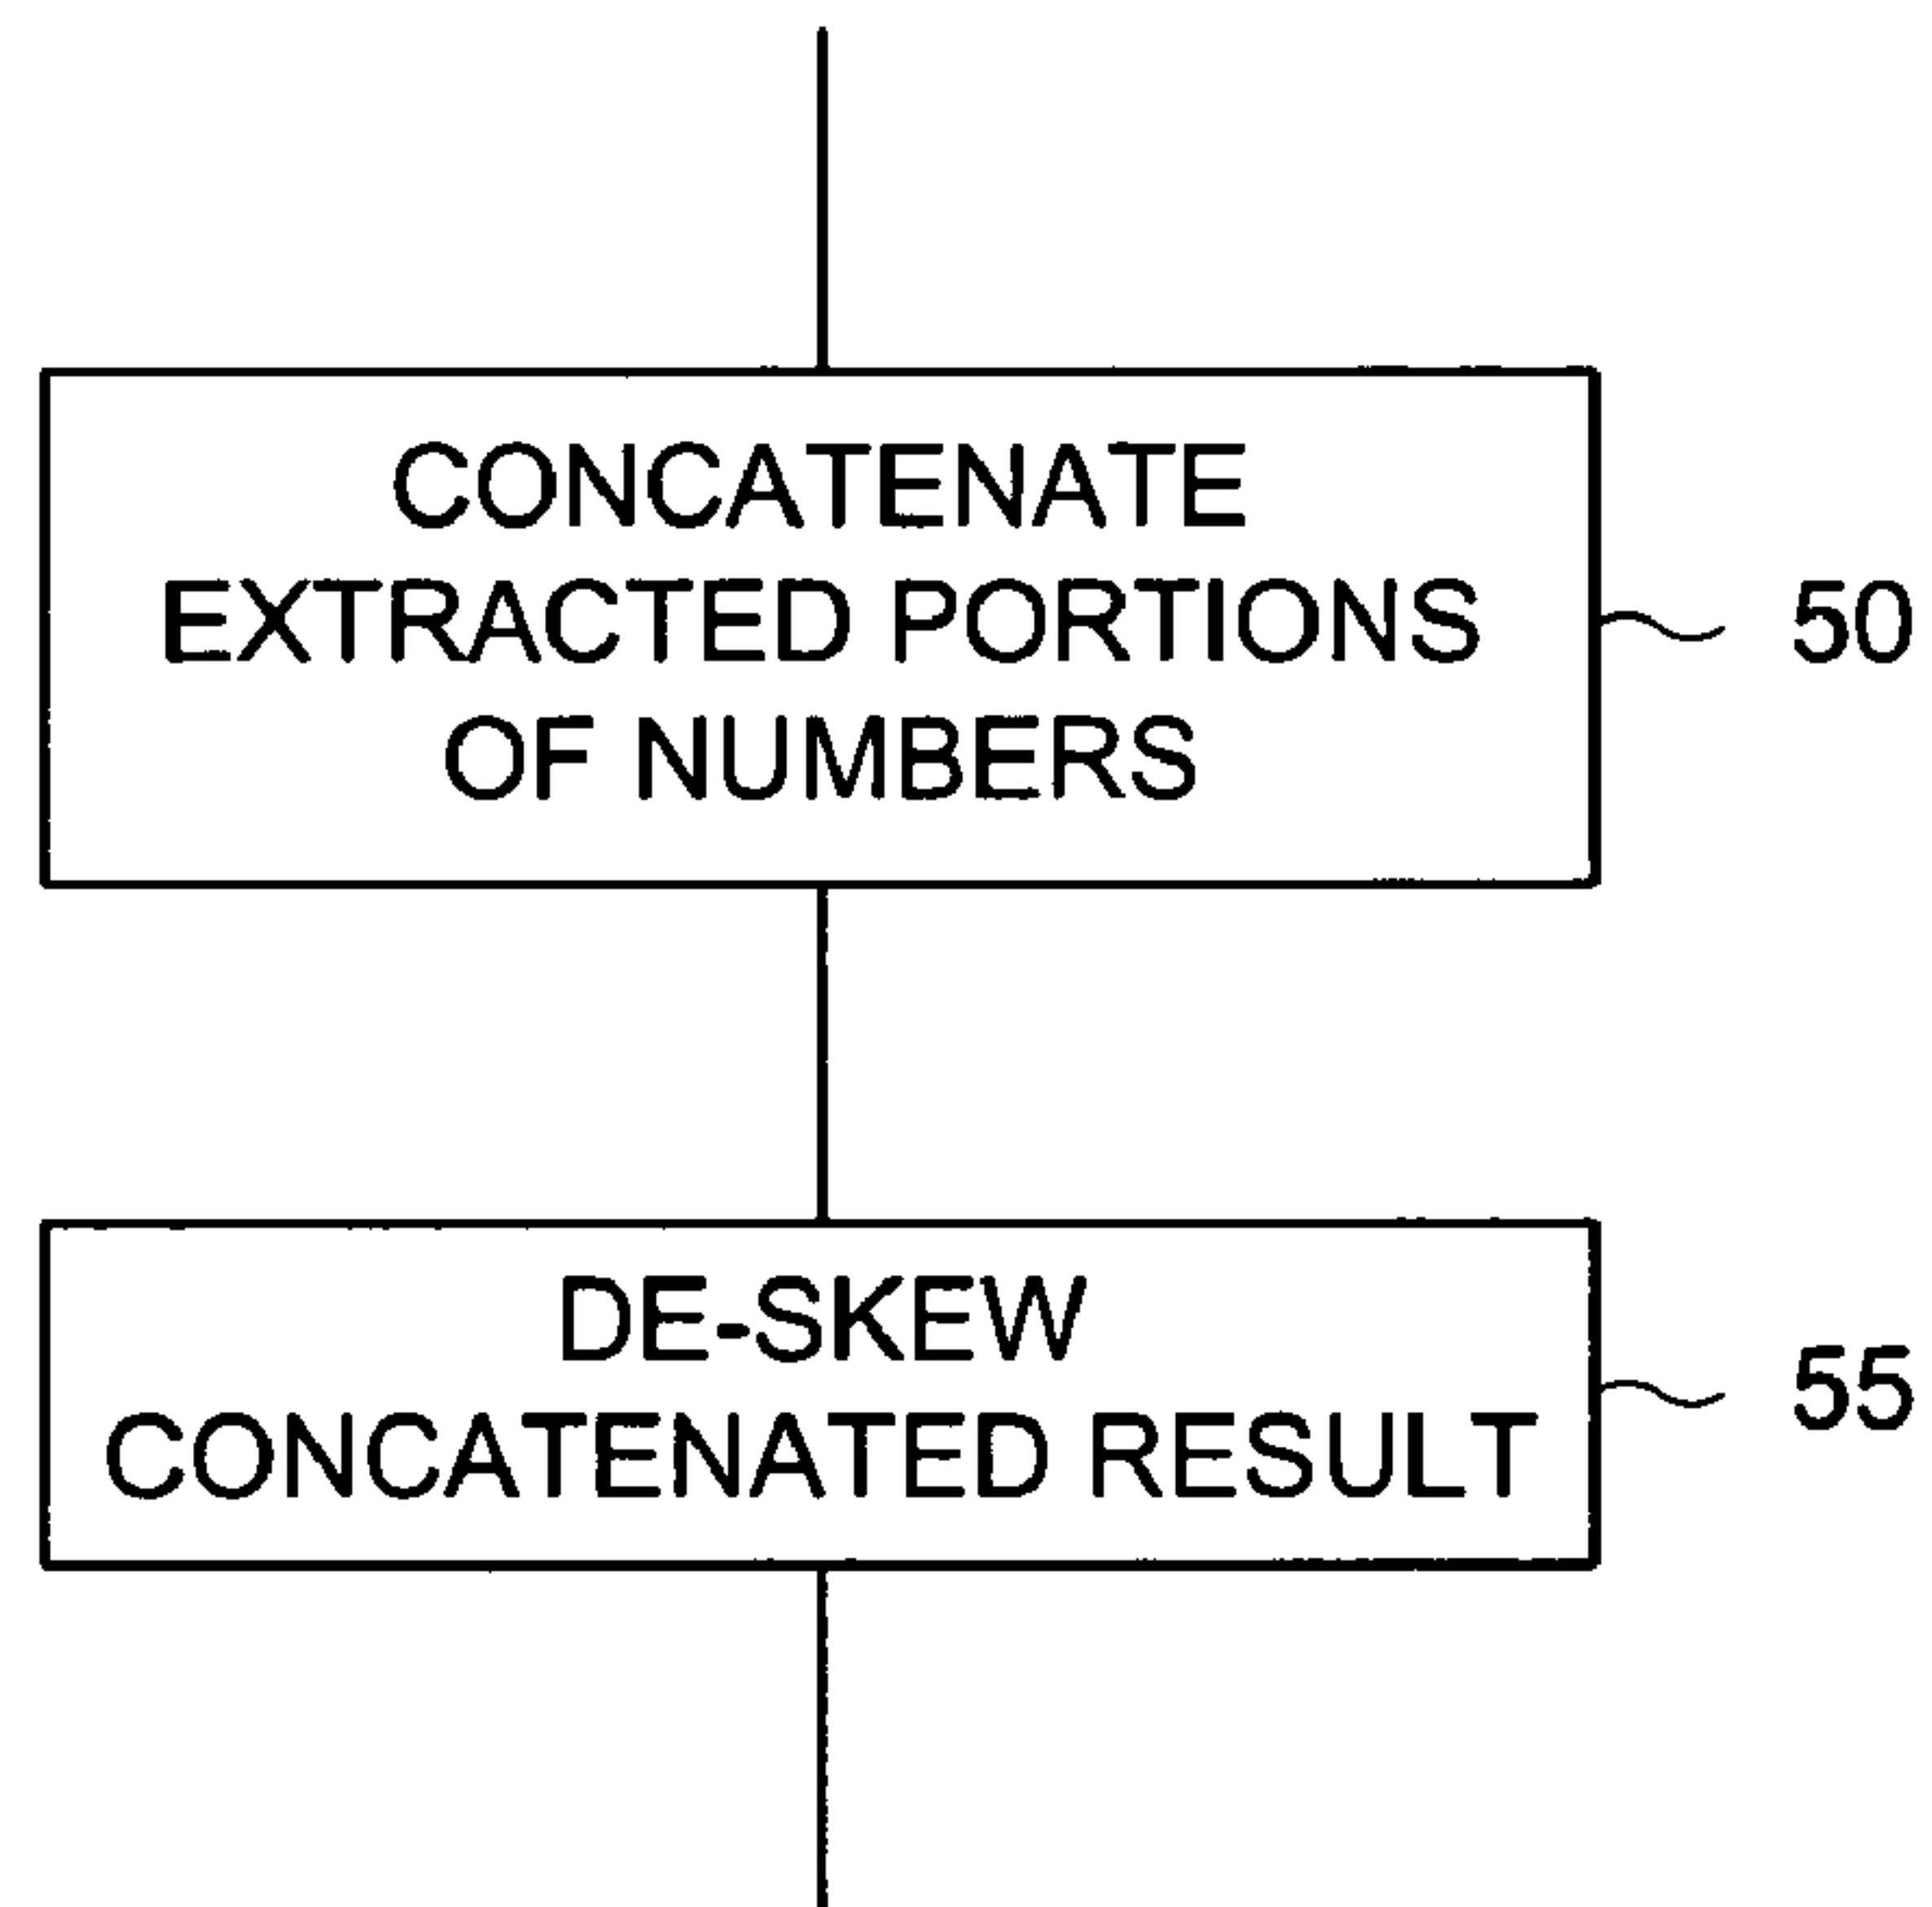 CONCATENATE
EXTRACTED PORTIONS
OF NUMBERS
50
DE-SKEW
CONCATENATED RESULT
55